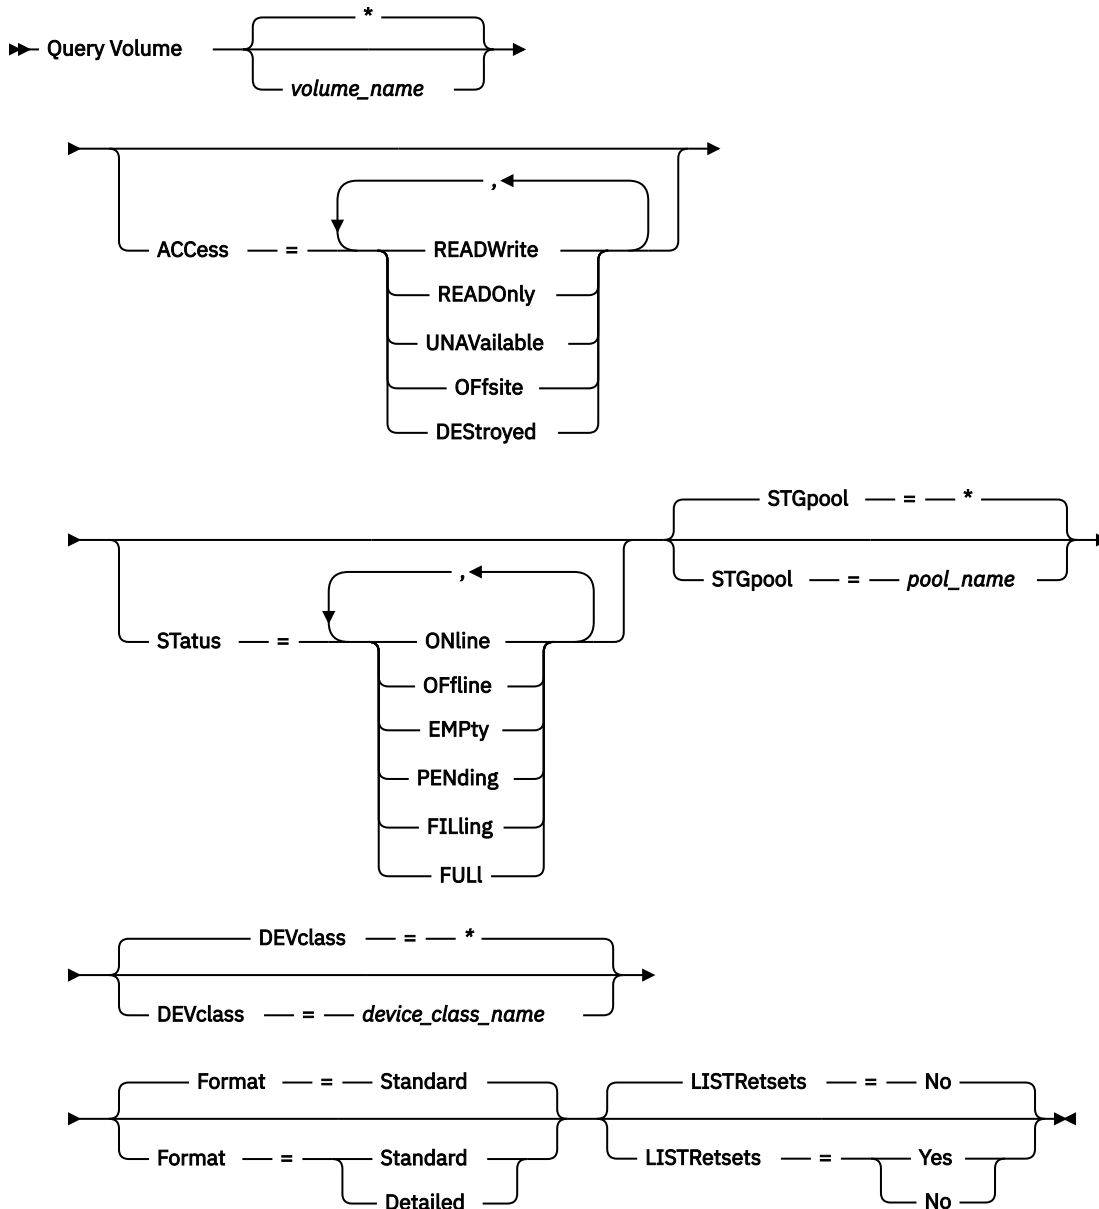 *
Query Volume
volume_name
,
ACCess = READWrite
READOnly
UNAVailable
OFfsite
DEStroyed
STGpool = *
STGpool = pool_name
,
STatus = ONline
OFfline
EMPty
PENding
FILling
FULl
DEVclass = *
DEVclass = device_class_name
Format = Standard LISTRetsets = No
Format = Standard LISTRetsets = Yes
Detailed No